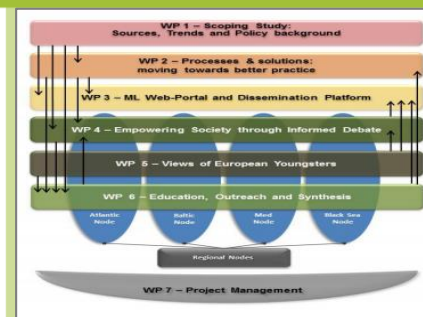 WP 1 – Scoping Study:
Sources, Trends and Policy background
WP 2 – Processes & solutions:
moving towards better practice
WP 3 – ML Web-Portal and Dissemination Platform
WP 4 – Empowering Society through Informed Debate
WP 5 – Views of European Youngsters
WP 6 – Education, Outreach and Synthesis
Atlantic Node
Baltic Node
Med Node
Black Sea Node
Regional Nodes
WP 7 – Project Management